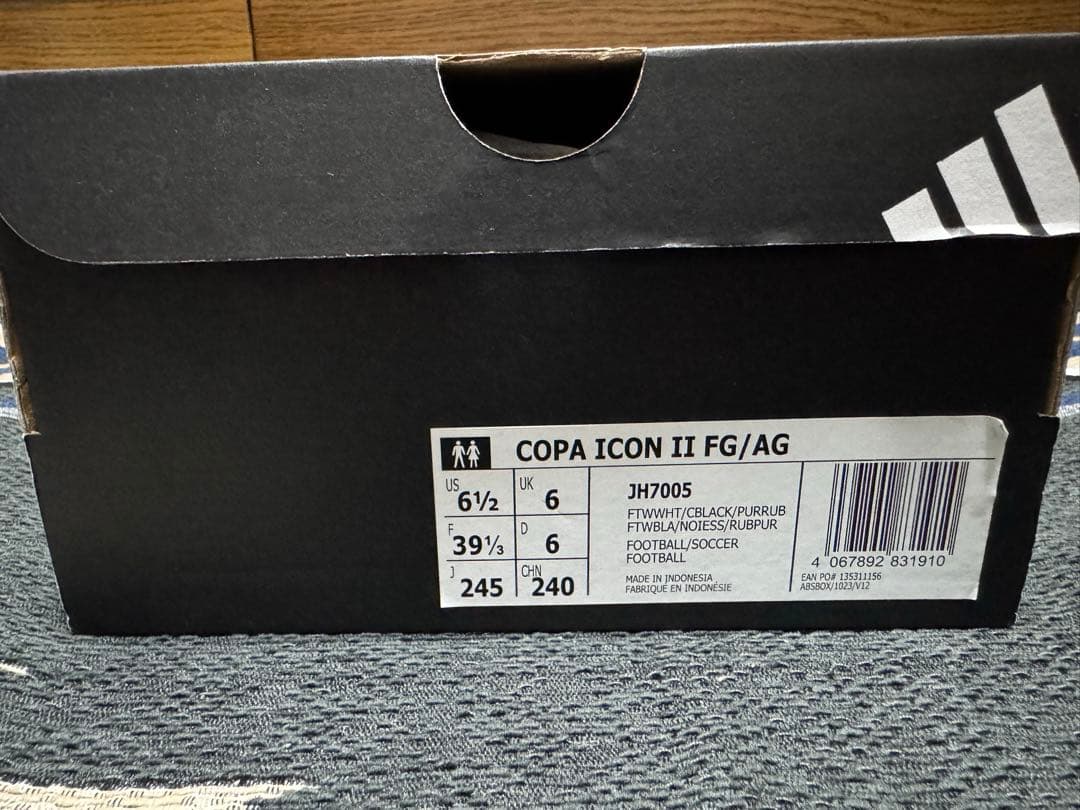 COPA ICON II FG/AG
US 6½ UK 6
F 39⅓ D 6
J 245 CHN 240
JH7005
FTWWHT/CBLACK/PURRUB
FTWBLA/NOIESS/RUBPUR
FOOTBALL/SOCCER
FOOTBALL
MADE IN INDONESIA
FABRIQUE EN INDONÉSIE
4 067892 831910
EAN PO# 135311156
ABSBOX/1023/V12